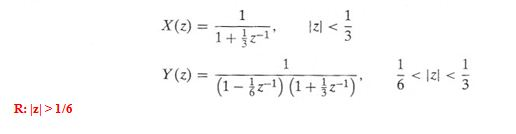 X(z) = 1 / (1 + 1/3 z⁻¹)    |z| < 1/3
Y(z) = 1 / ((1 − 1/6 z⁻¹)(1 + 1/3 z⁻¹)),    1/6 < |z| < 1/3
R: |z| > 1/6